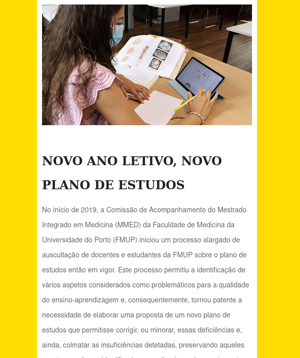 NOVO ANO LETIVO, NOVO
PLANO DE ESTUDOS
No início de 2019, a Comissão de Acompanhamento do Mestrado
Integrado em Medicina (MMED) da Faculdade de Medicina da
Universidade do Porto (FMUP) iniciou um processo alargado de
auscultação de docentes e estudantes da FMUP sobre o plano de
estudos então em vigor. Este processo permitiu a identificação de
vários aspetos considerados como problemáticos para a qualidade
do ensino-aprendizagem e, consequentemente, tornou patente a
necessidade de elaborar uma proposta de um novo plano de
estudos que permitisse corrigir, ou minorar, essas deficiências e,
ainda, colmatar as insuficiências detetadas, preservando aqueles